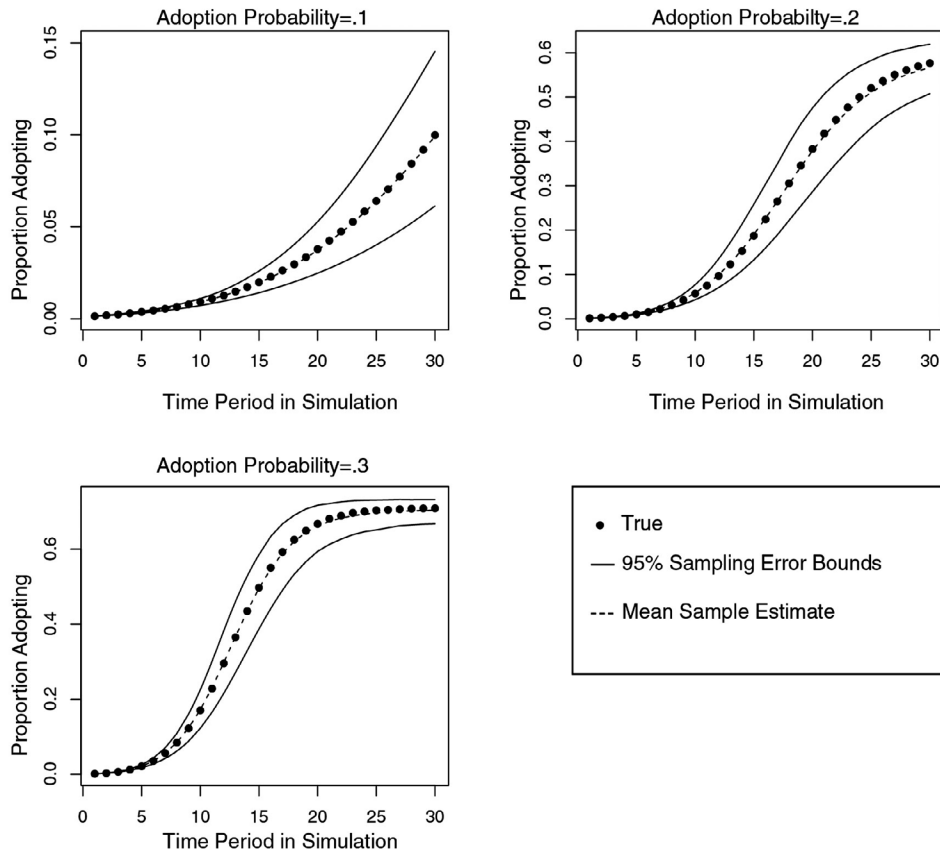 Adoption Probability=.1
0.15
0.10
0.05
0.00
Proportion Adopting
0 5 10 15 20 25 30
Time Period in Simulation
Adoption Probability=.2
0.6
0.5
0.4
0.3
0.2
0.1
0.0
Proportion Adopting
0 5 10 15 20 25 30
Time Period in Simulation
Adoption Probability=.3
0.6
0.4
0.2
0.0
Proportion Adopting
0 5 10 15 20 25 30
Time Period in Simulation
True
95% Sampling Error Bounds
Mean Sample Estimate